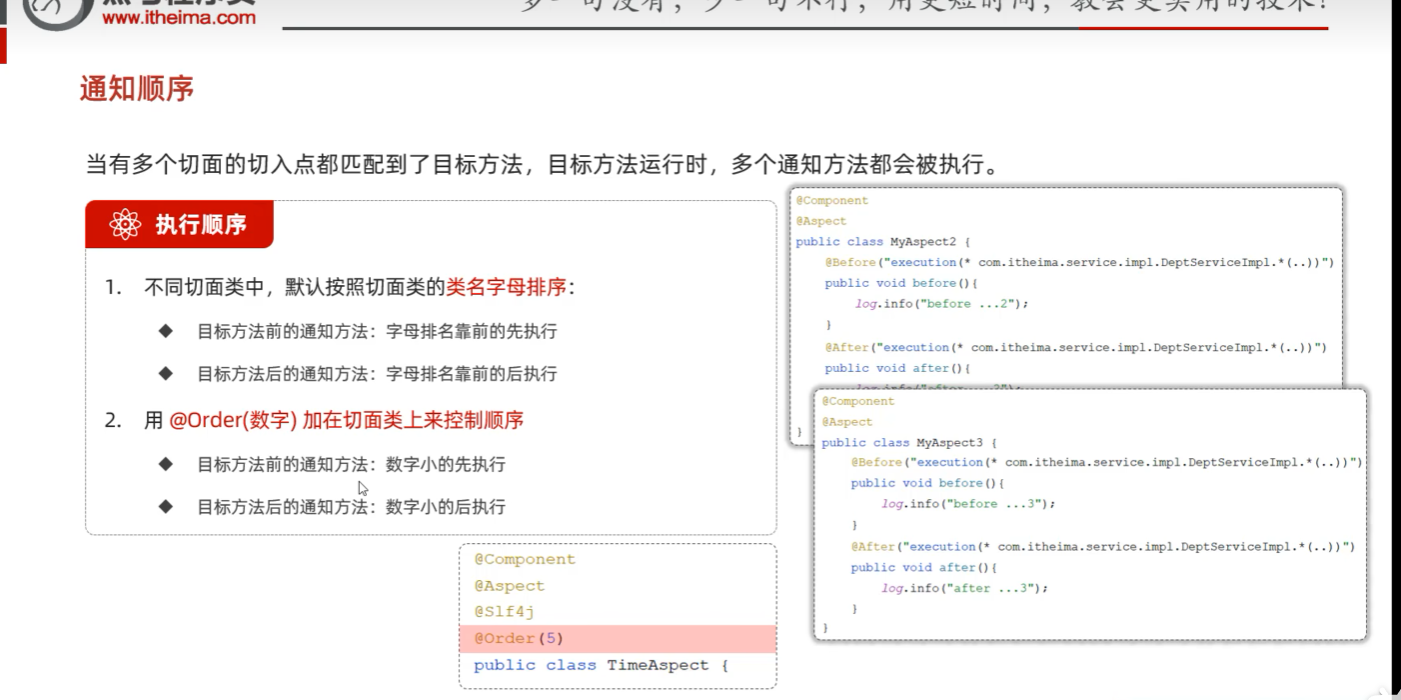 www.itheima.com
通知顺序
当有多个切面的切入点都匹配到了目标方法，目标方法运行时，多个通知方法都会被执行。
执行顺序
1. 不同切面类中，默认按照切面类的类名字母排序：
◆ 目标方法前的通知方法：字母排名靠前的先执行
◆ 目标方法后的通知方法：字母排名靠前的后执行
2. 用 @Order(数字) 加在切面类上来控制顺序
◆ 目标方法前的通知方法：数字小的先执行
◆ 目标方法后的通知方法：数字小的后执行
@Component
@Aspect
@Slf4j
@Order(5)
public class TimeAspect {
@Component
@Aspect
public class MyAspect2 {
@Before("execution(* com.itheima.service.impl.DeptServiceImpl.*(..))")
public void before(){
log.info("before ...2");
}
@After("execution(* com.itheima.service.impl.DeptServiceImpl.*(..))")
public void after(){
}
@Component
@Aspect
public class MyAspect3 {
@Before("execution(* com.itheima.service.impl.DeptServiceImpl.*(..))")
public void before(){
log.info("before ...3");
}
@After("execution(* com.itheima.service.impl.DeptServiceImpl.*(..))")
public void after(){
log.info("after ...3");
}
}